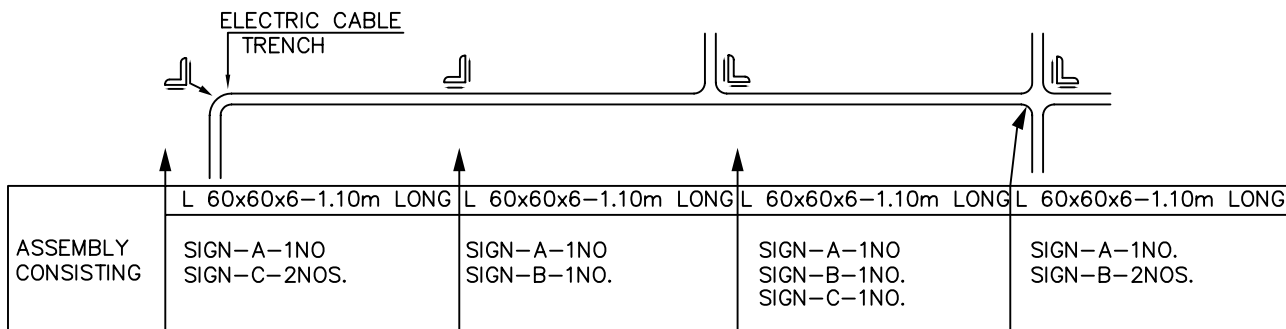 ELECTRIC CABLE
TRENCH
L 60x60x6-1.10m LONG
L 60x60x6-1.10m LONG
L 60x60x6-1.10m LONG
L 60x60x6-1.10m LONG
ASSEMBLY
CONSISTING
SIGN-A-1NO
SIGN-C-2NOS.
SIGN-A-1NO
SIGN-B-1NO.
SIGN-A-1NO
SIGN-B-1NO.
SIGN-C-1NO.
SIGN-A-1NO.
SIGN-B-2NOS.